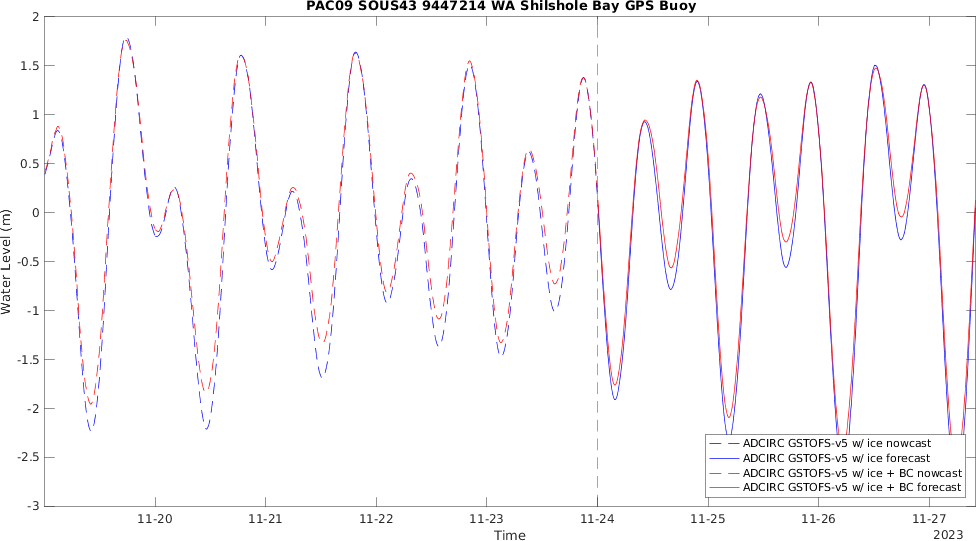 PAC09 SOUS43 9447214 WA Shilshole Bay GPS Buoy
2
1.5
1
0.5
0
-0.5
-1
-1.5
-2
-2.5
-3
Water Level (m)
ADCIRC GSTOFS-v5 w/ ice nowcast
ADCIRC GSTOFS-v5 w/ ice forecast
ADCIRC GSTOFS-v5 w/ ice + BC nowcast
ADCIRC GSTOFS-v5 w/ ice + BC forecast
11-20 11-21 11-22 11-23 11-24 11-25 11-26 11-27
Time
2023